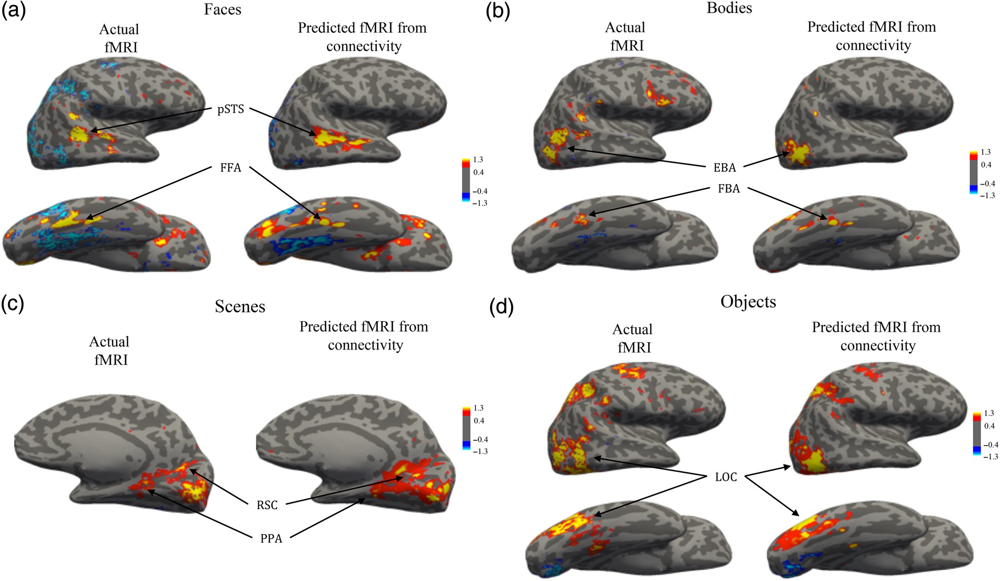 (a)
Faces
Actual
fMRI
Predicted fMRI from
connectivity
pSTS
FFA
1.3
0.4
−0.4
−1.3
(b)
Bodies
Actual
fMRI
Predicted fMRI from
connectivity
EBA
FBA
1.3
0.4
−0.4
−1.3
(c)
Scenes
Actual
fMRI
Predicted fMRI from
connectivity
RSC
PPA
1.3
0.4
−0.4
−1.3
(d)
Objects
Actual
fMRI
Predicted fMRI from
connectivity
LOC
1.3
0.4
−0.4
−1.3